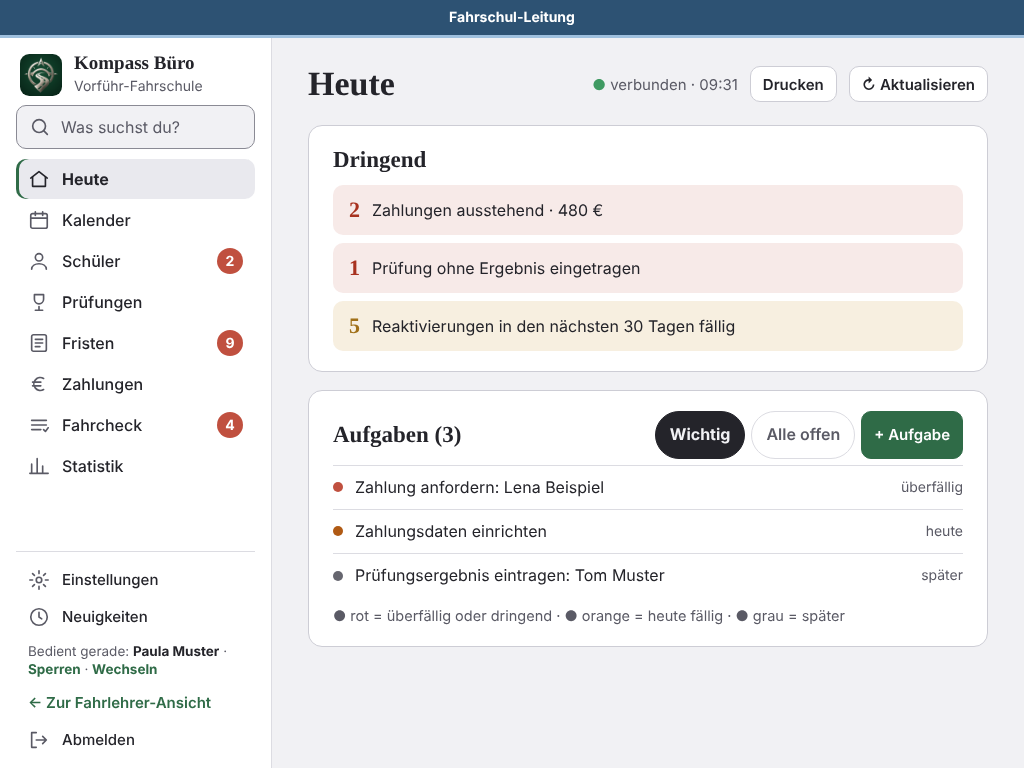 Fahrschul-Leitung
Kompass Büro
Vorführ-Fahrschule
Was suchst du?
Heute
Kalender
Schüler 2
Prüfungen
Fristen 9
Zahlungen
Fahrcheck 4
Statistik
Einstellungen
Neuigkeiten
Bedient gerade: Paula Muster ·
Sperren · Wechseln
← Zur Fahrlehrer-Ansicht
Abmelden
Heute
verbunden · 09:31
Drucken
↻ Aktualisieren
Dringend
2 Zahlungen ausstehend · 480 €
1 Prüfung ohne Ergebnis eingetragen
5 Reaktivierungen in den nächsten 30 Tagen fällig
Aufgaben (3)
Wichtig
Alle offen
+ Aufgabe
Zahlung anfordern: Lena Beispiel überfällig
Zahlungsdaten einrichten heute
Prüfungsergebnis eintragen: Tom Muster später
● rot = überfällig oder dringend · ● orange = heute fällig · ● grau = später